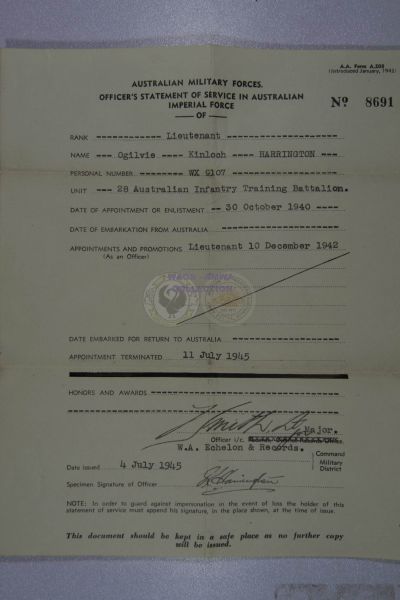 A.A. Form A.208
(Introduced January, 1942)
AUSTRALIAN MILITARY FORCES.
OFFICER'S STATEMENT OF SERVICE IN AUSTRALIAN
IMPERIAL FORCE
— OF —
No 8691
RANK ------------ Lieutenant --------------------
NAME --- Ogilvie ---- Kinloch ---- HARRINGTON ---
PERSONAL NUMBER -------- WX 9107 ----------------
UNIT --- 28 Australian Infantry Training Battalion.
DATE OF APPOINTMENT OR ENLISTMENT -- 30 October 1940 ----
DATE OF EMBARKATION FROM AUSTRALIA --------------------
APPOINTMENTS AND PROMOTIONS Lieutenant 10 December 1942
(As an Officer)
COLLECTION
DATE EMBARKED FOR RETURN TO AUSTRALIA --------------------
APPOINTMENT TERMINATED 11 July 1945
HONORS AND AWARDS --------------------
Major.
Officer i/c.
W.A. Echelon & Records.
Command
Military
District
Date issued 4 July 1945
Specimen Signature of Officer
NOTE: In order to guard against impersonation in the event of loss the holder of this
statement of service must append his signature, in the place shown, at the time of issue.
This document should be kept in a safe place as no further copy
will be issued.